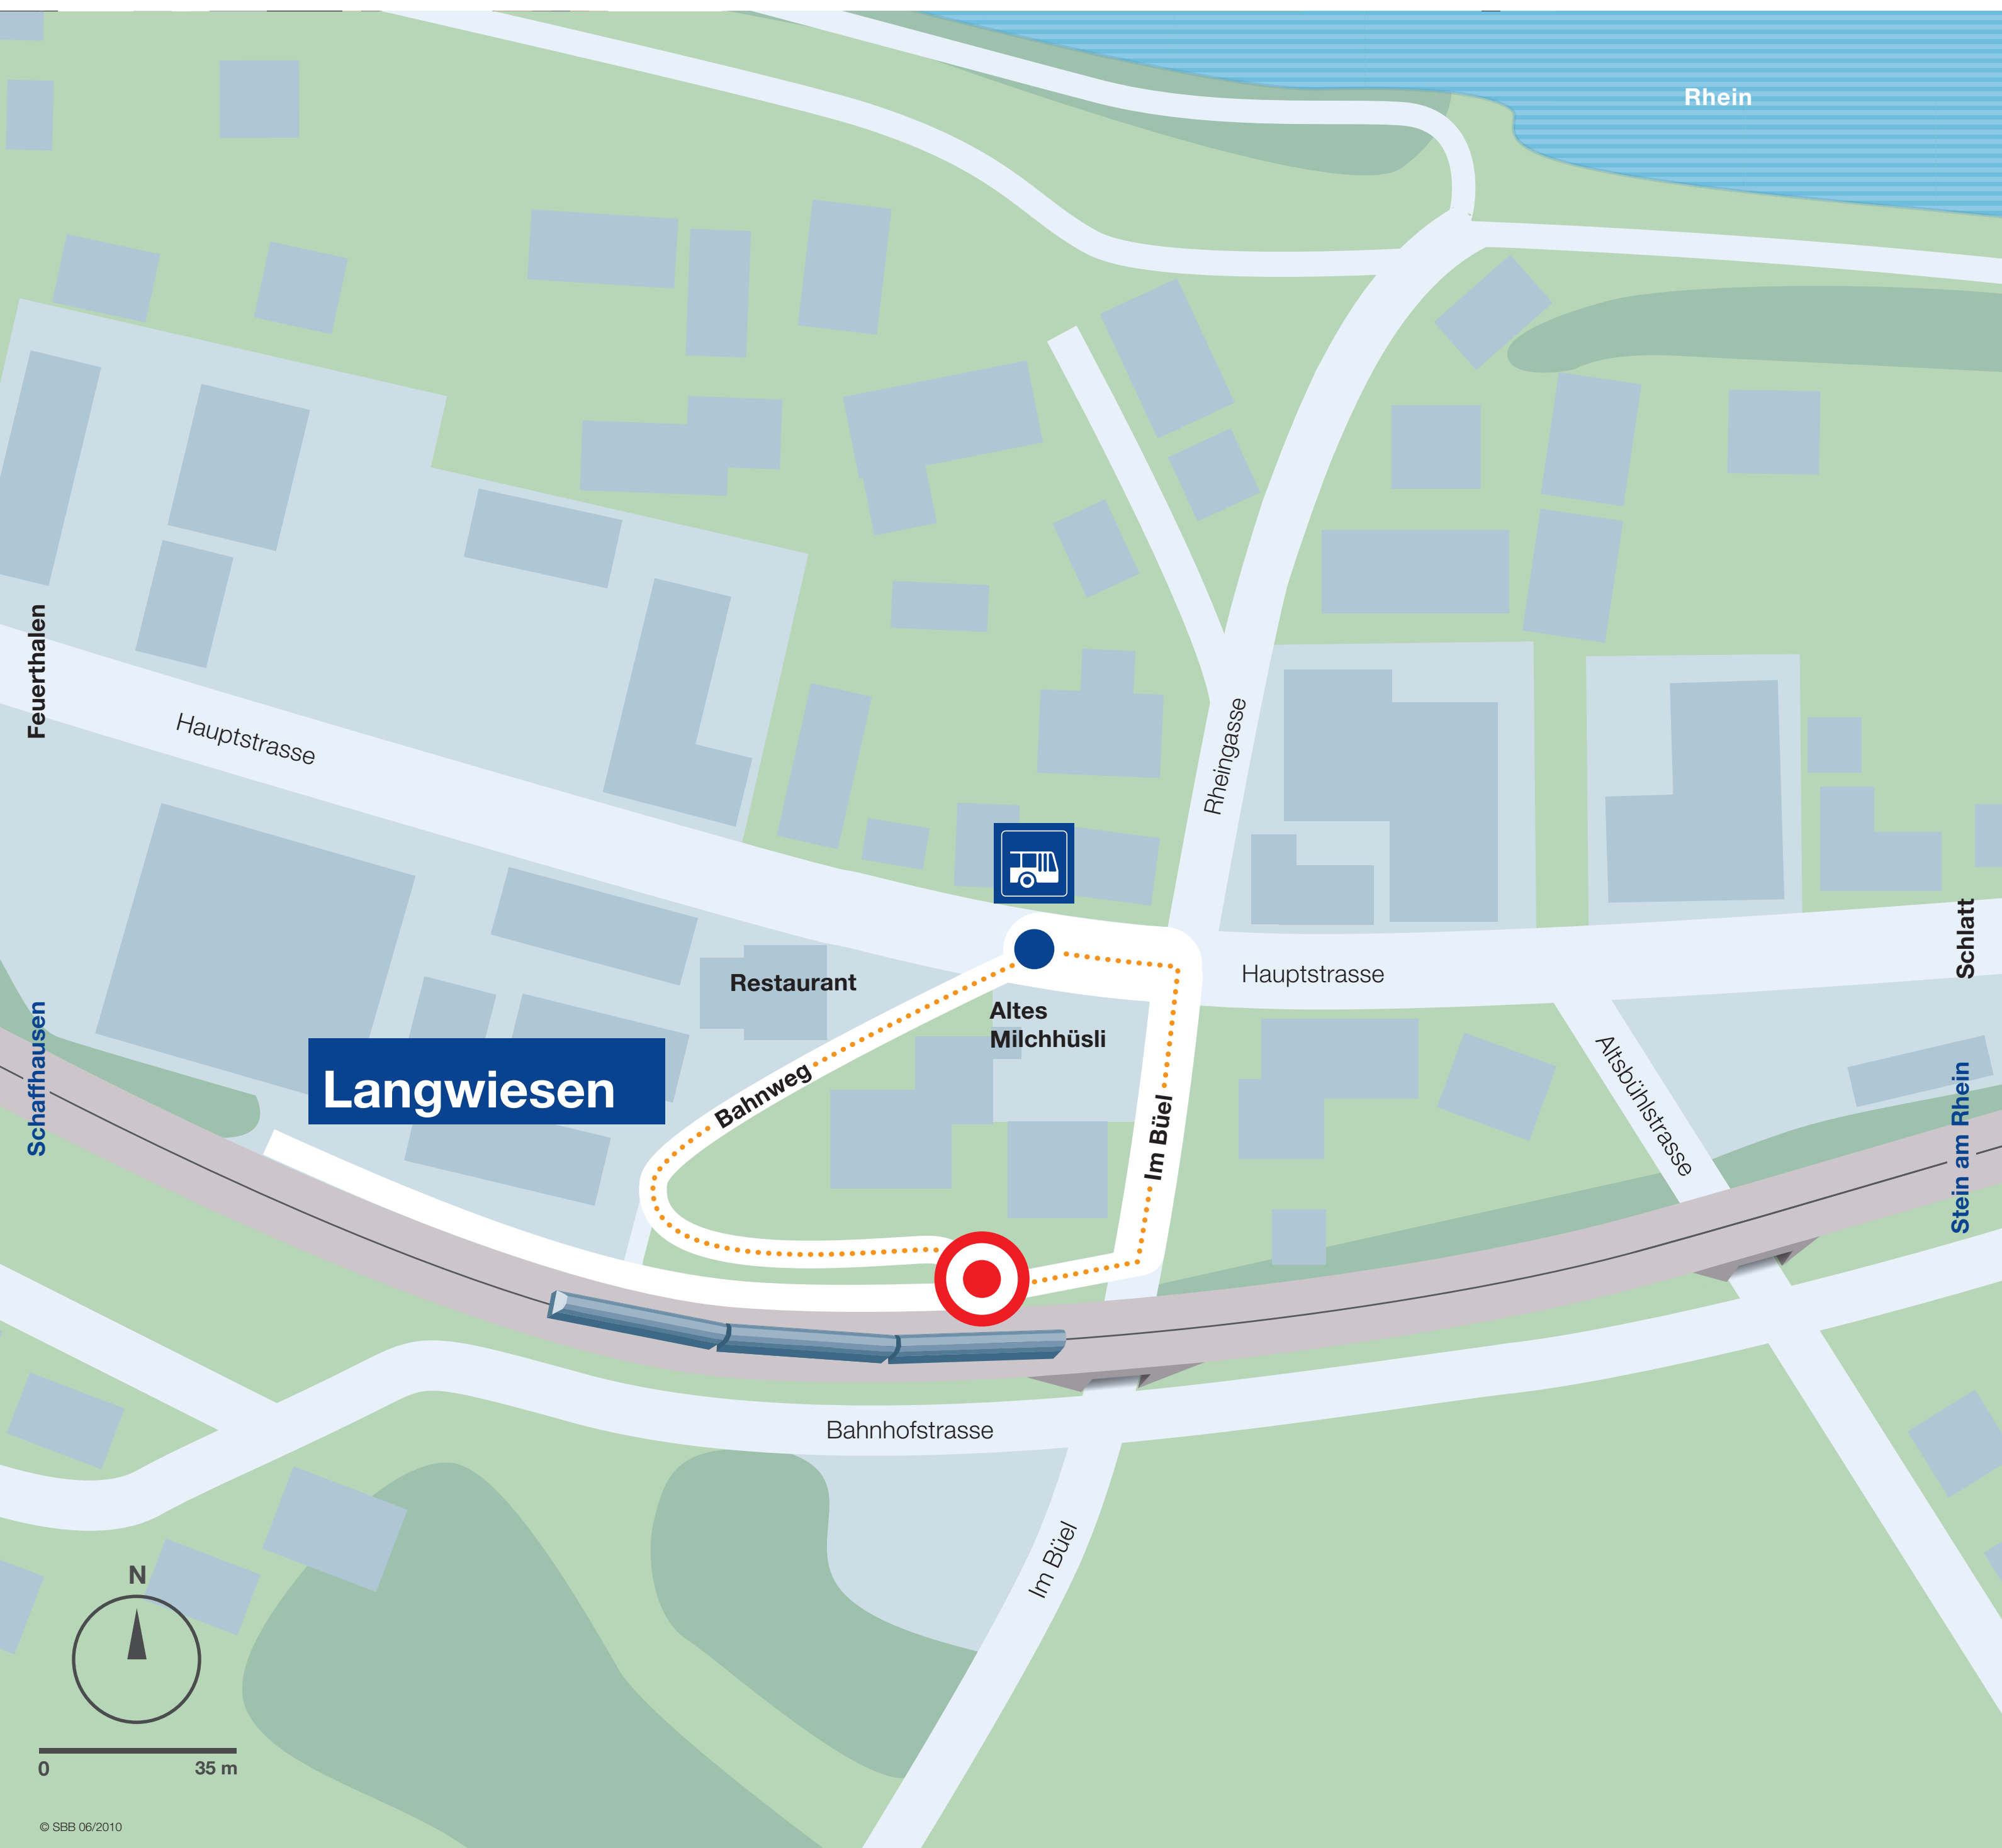 Rhein
Feuerthalen
Hauptstrasse
Rheingasse
Restaurant
Altes
Milchhüsli
Hauptstrasse
Schlatt
Schaffhausen
Langwiesen
Bahnweg
Im Büel
Altsbühlstrasse
Stein am Rhein
Bahnhofstrasse
Im Büel
N
0 35 m
© SBB 06/2010